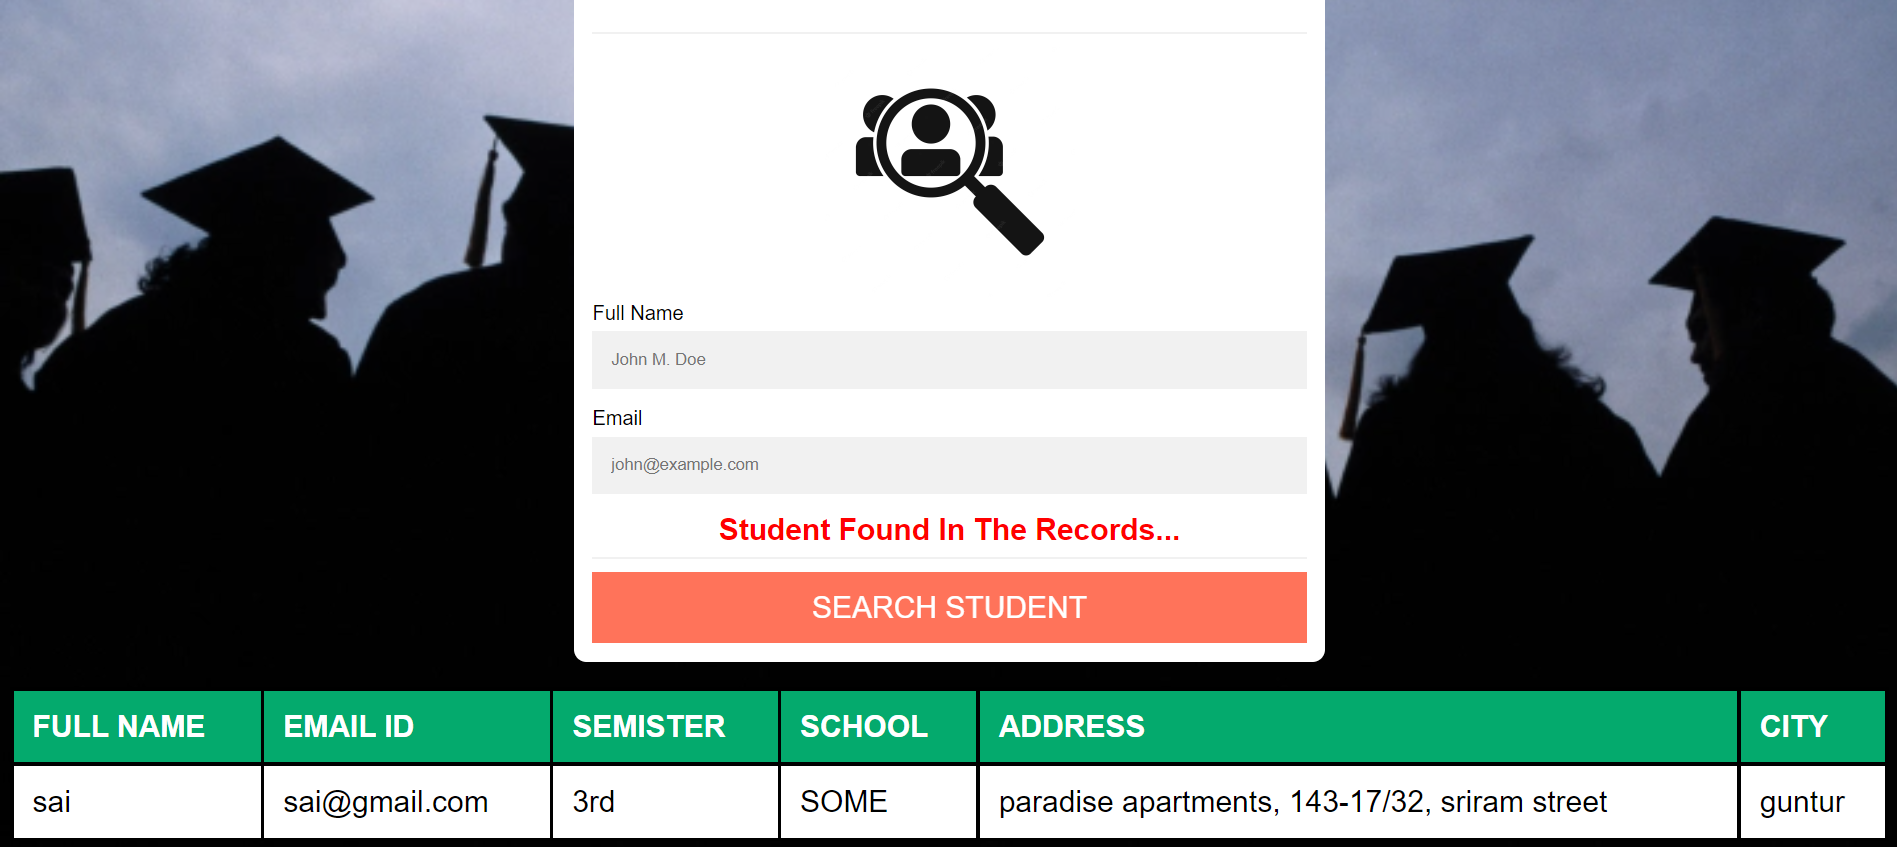 Full Name
John M. Doe
Email
john@example.com
Student Found In The Records...
SEARCH STUDENT
FULL NAME EMAIL ID SEMISTER SCHOOL ADDRESS CITY
sai sai@gmail.com 3rd SOME paradise apartments, 143-17/32, sriram street guntur